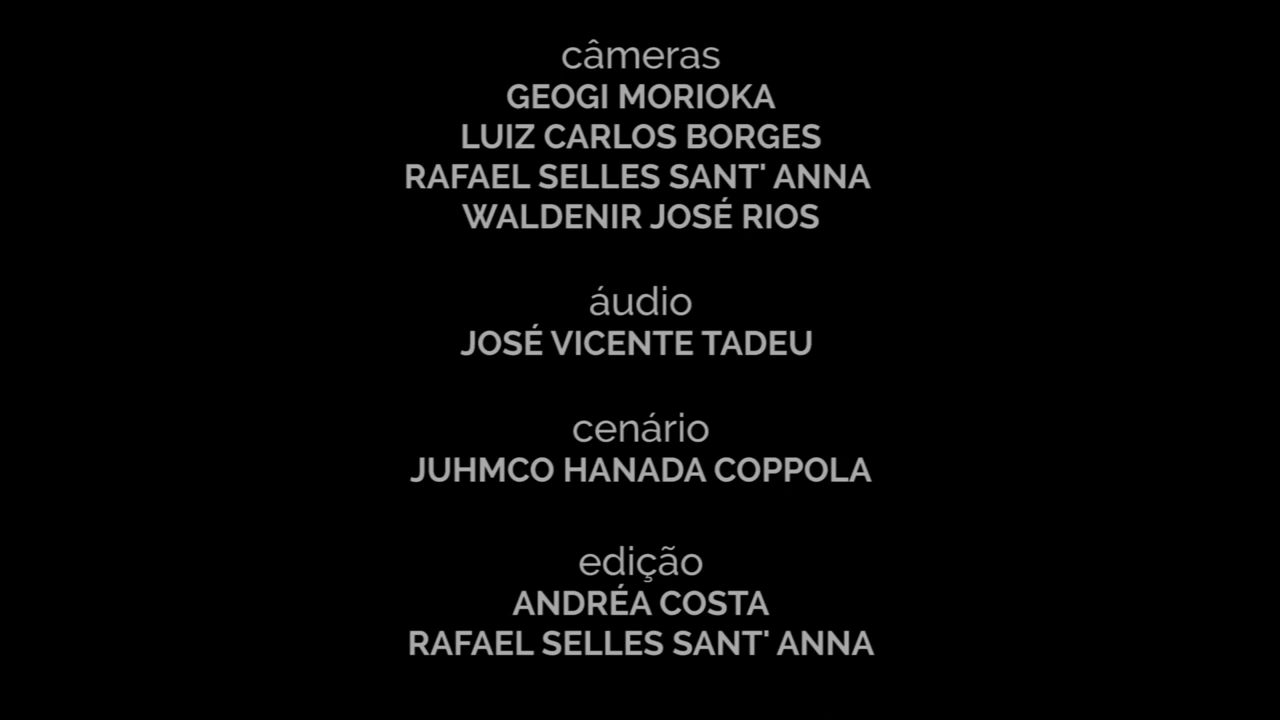 câmeras
GEOGI MORIOKA
LUIZ CARLOS BORGES
RAFAEL SELLES SANT' ANNA
WALDENIR JOSÉ RIOS
áudio
JOSÉ VICENTE TADEU
cenário
JUHMCO HANADA COPPOLA
edição
ANDRÉA COSTA
RAFAEL SELLES SANT' ANNA